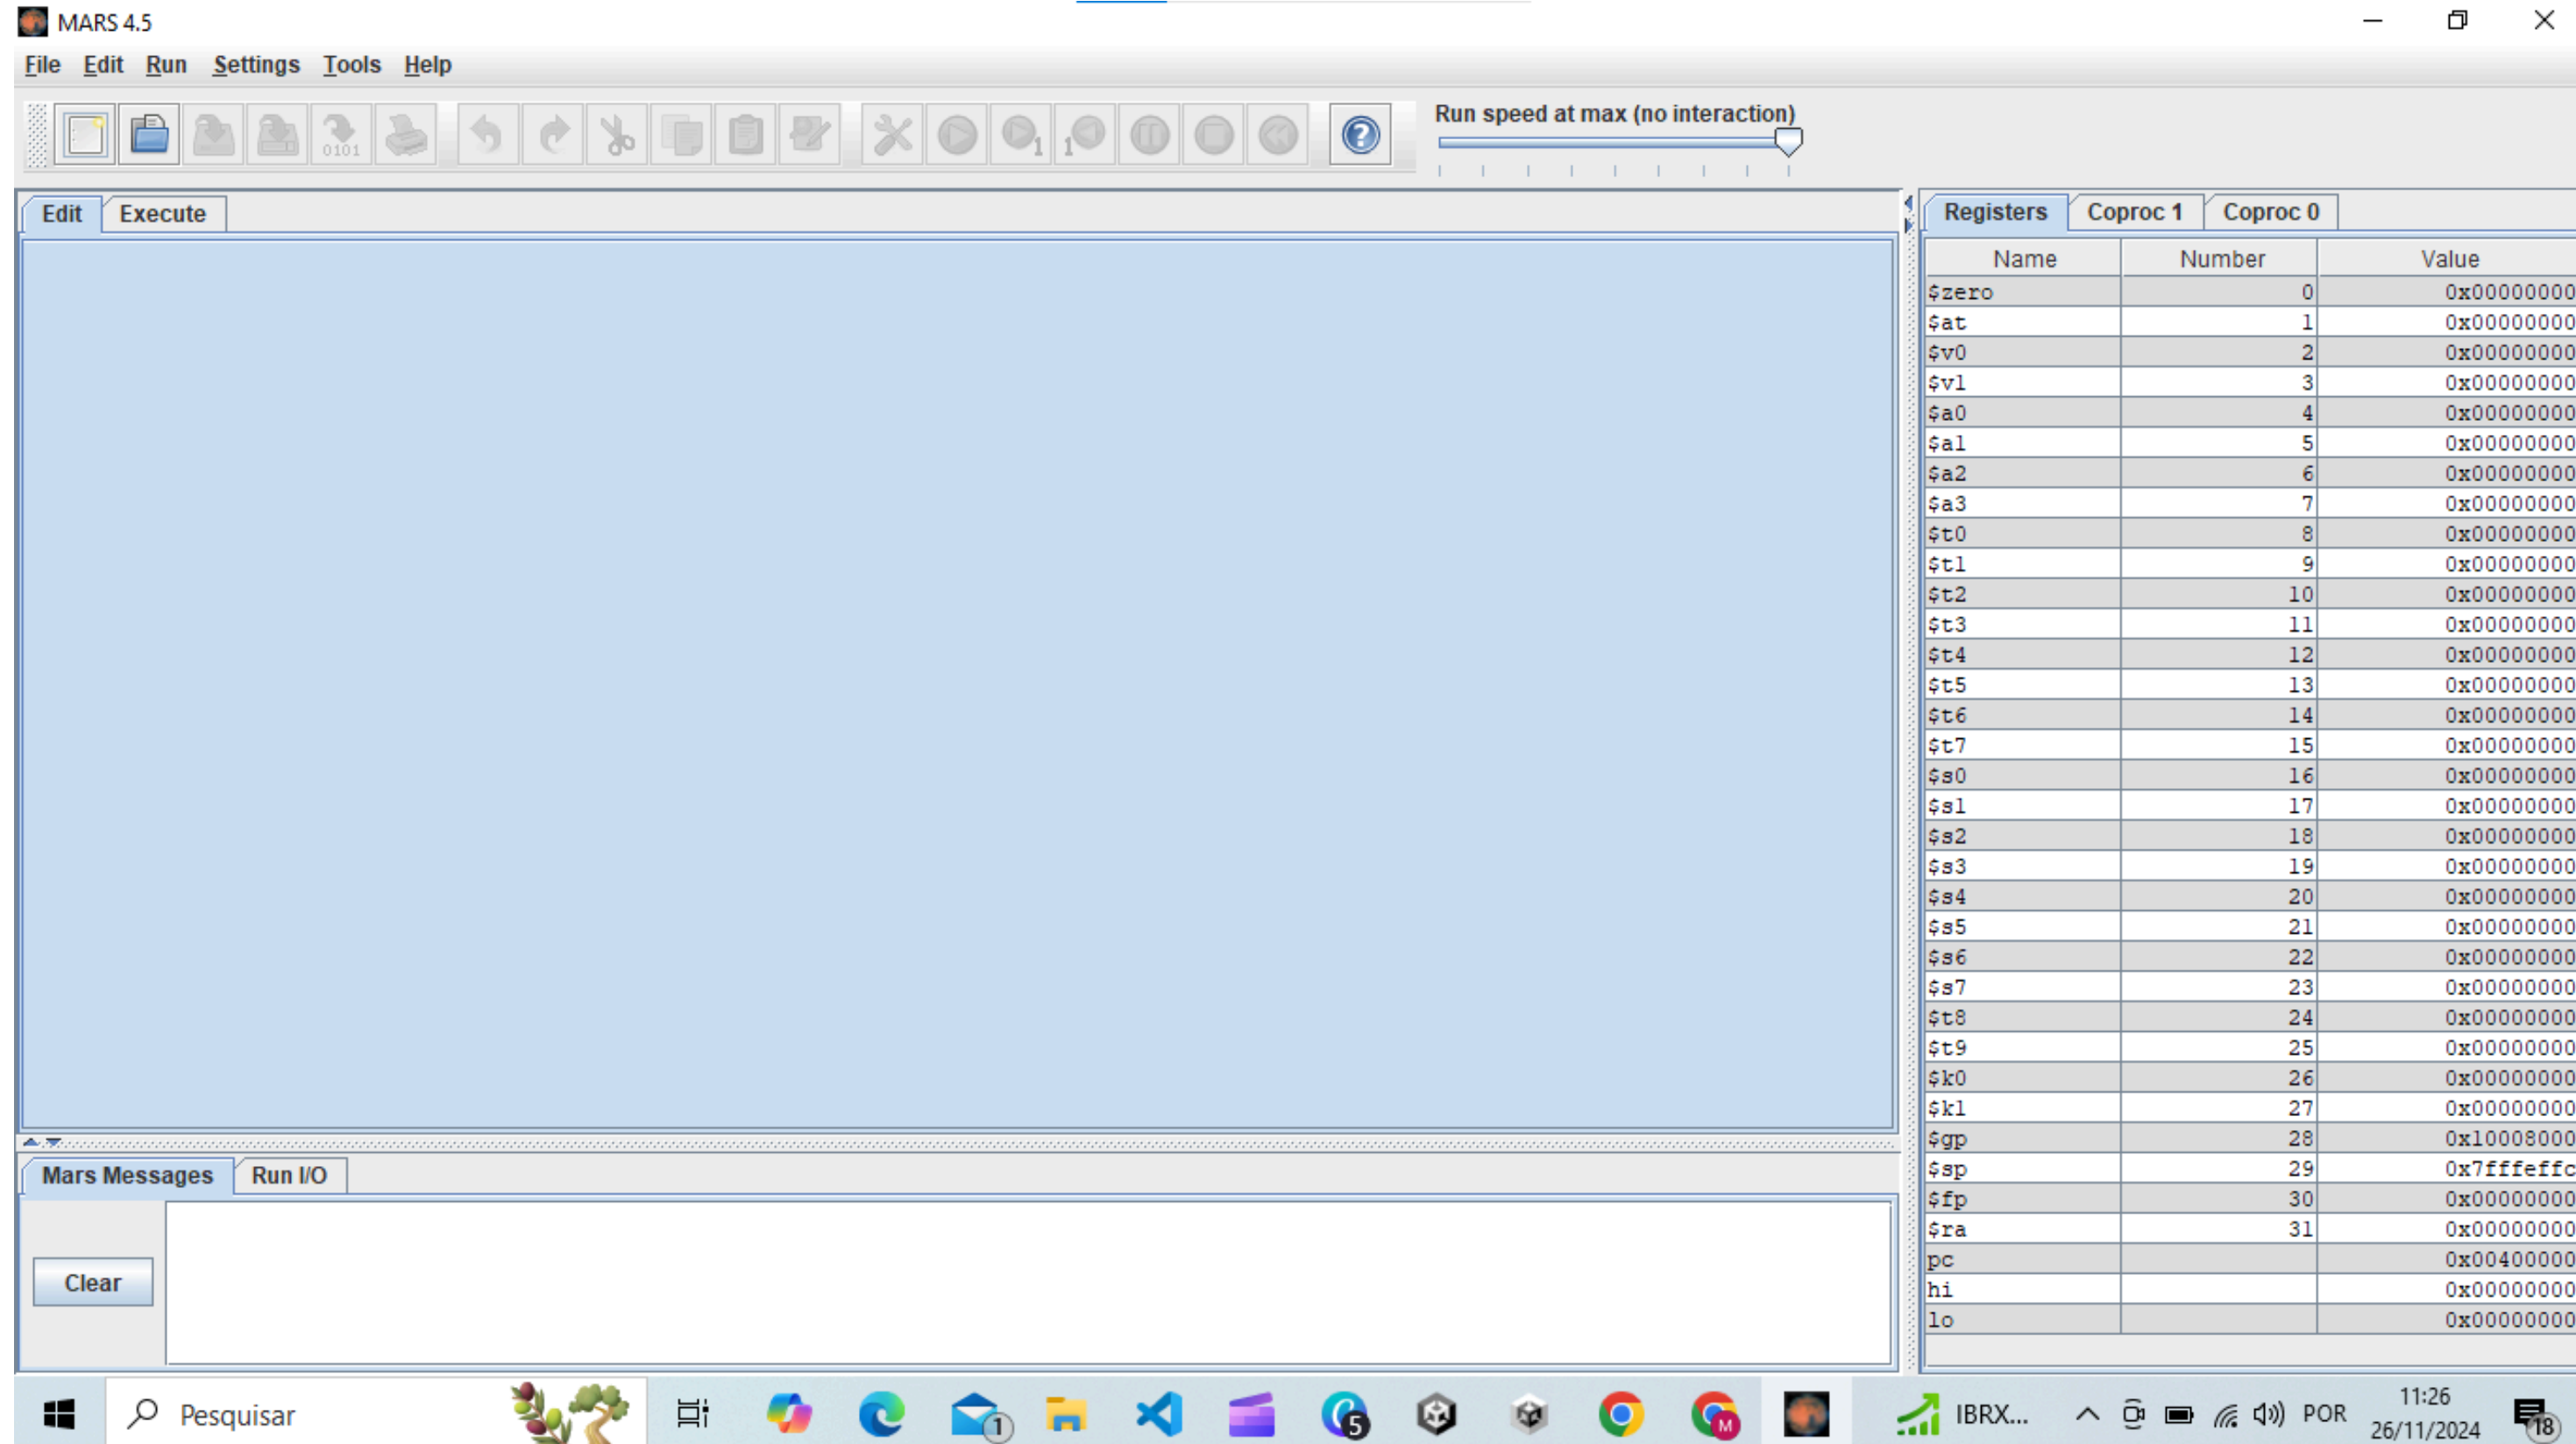 MARS 4.5
File Edit Run Settings Tools Help
0101
1
1
Run speed at max (no interaction)
Edit Execute
Registers Coproc 1 Coproc 0
Name Number Value
$zero 0 0x00000000
$at 1 0x00000000
$v0 2 0x00000000
$v1 3 0x00000000
$a0 4 0x00000000
$a1 5 0x00000000
$a2 6 0x00000000
$a3 7 0x00000000
$t0 8 0x00000000
$t1 9 0x00000000
$t2 10 0x00000000
$t3 11 0x00000000
$t4 12 0x00000000
$t5 13 0x00000000
$t6 14 0x00000000
$t7 15 0x00000000
$s0 16 0x00000000
$s1 17 0x00000000
$s2 18 0x00000000
$s3 19 0x00000000
$s4 20 0x00000000
$s5 21 0x00000000
$s6 22 0x00000000
$s7 23 0x00000000
$t8 24 0x00000000
$t9 25 0x00000000
$k0 26 0x00000000
$k1 27 0x00000000
$gp 28 0x10008000
$sp 29 0x7fffeffc
$fp 30 0x00000000
$ra 31 0x00000000
pc 0x00400000
hi 0x00000000
lo 0x00000000
Mars Messages Run I/O
Clear
Pesquisar
1
5
M
IBRX...
POR
11:26
26/11/2024
18